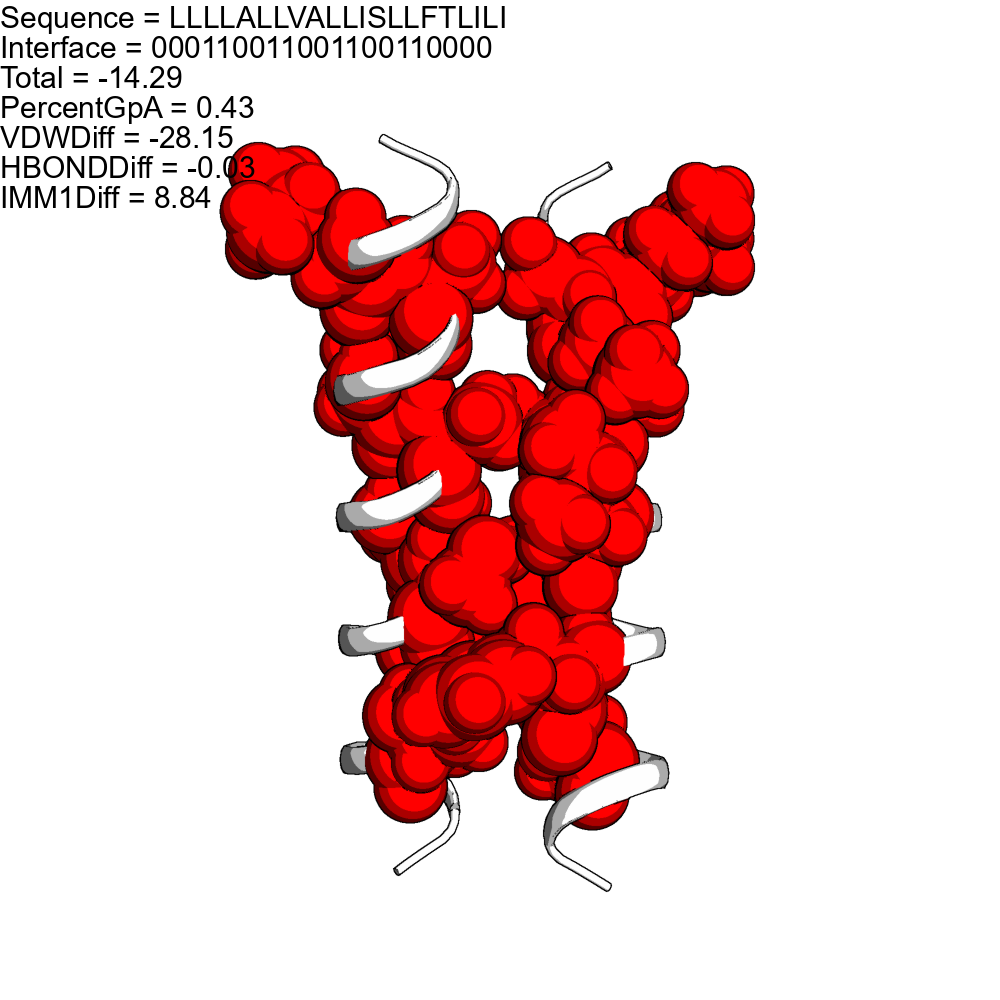 Sequence = LLLLALLVALLISLLFTLILI
Interface = 000110011001100110000
Total = -14.29
PercentGpA = 0.43
VDWDiff = -28.15
HBONDDiff = -0.03
IMM1Diff = 8.84